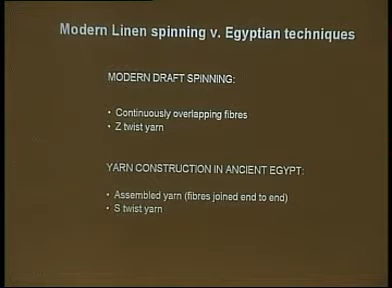 Modern Linen spinning v. Egyptian techniques
MODERN DRAFT SPINNING:
• Continuously overlapping fibres
• Z twist yarn
YARN CONSTRUCTION IN ANCIENT EGYPT:
• Assembled yarn (fibres joined end to end)
• S twist yarn